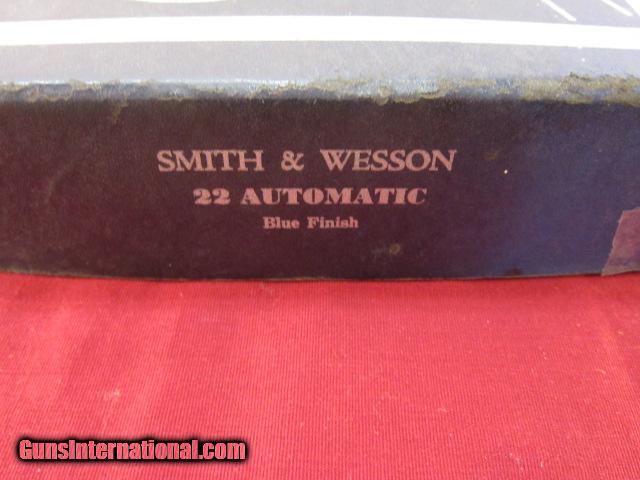 SMITH & WESSON
22 AUTOMATIC
Blue Finish
GunsInternational.com